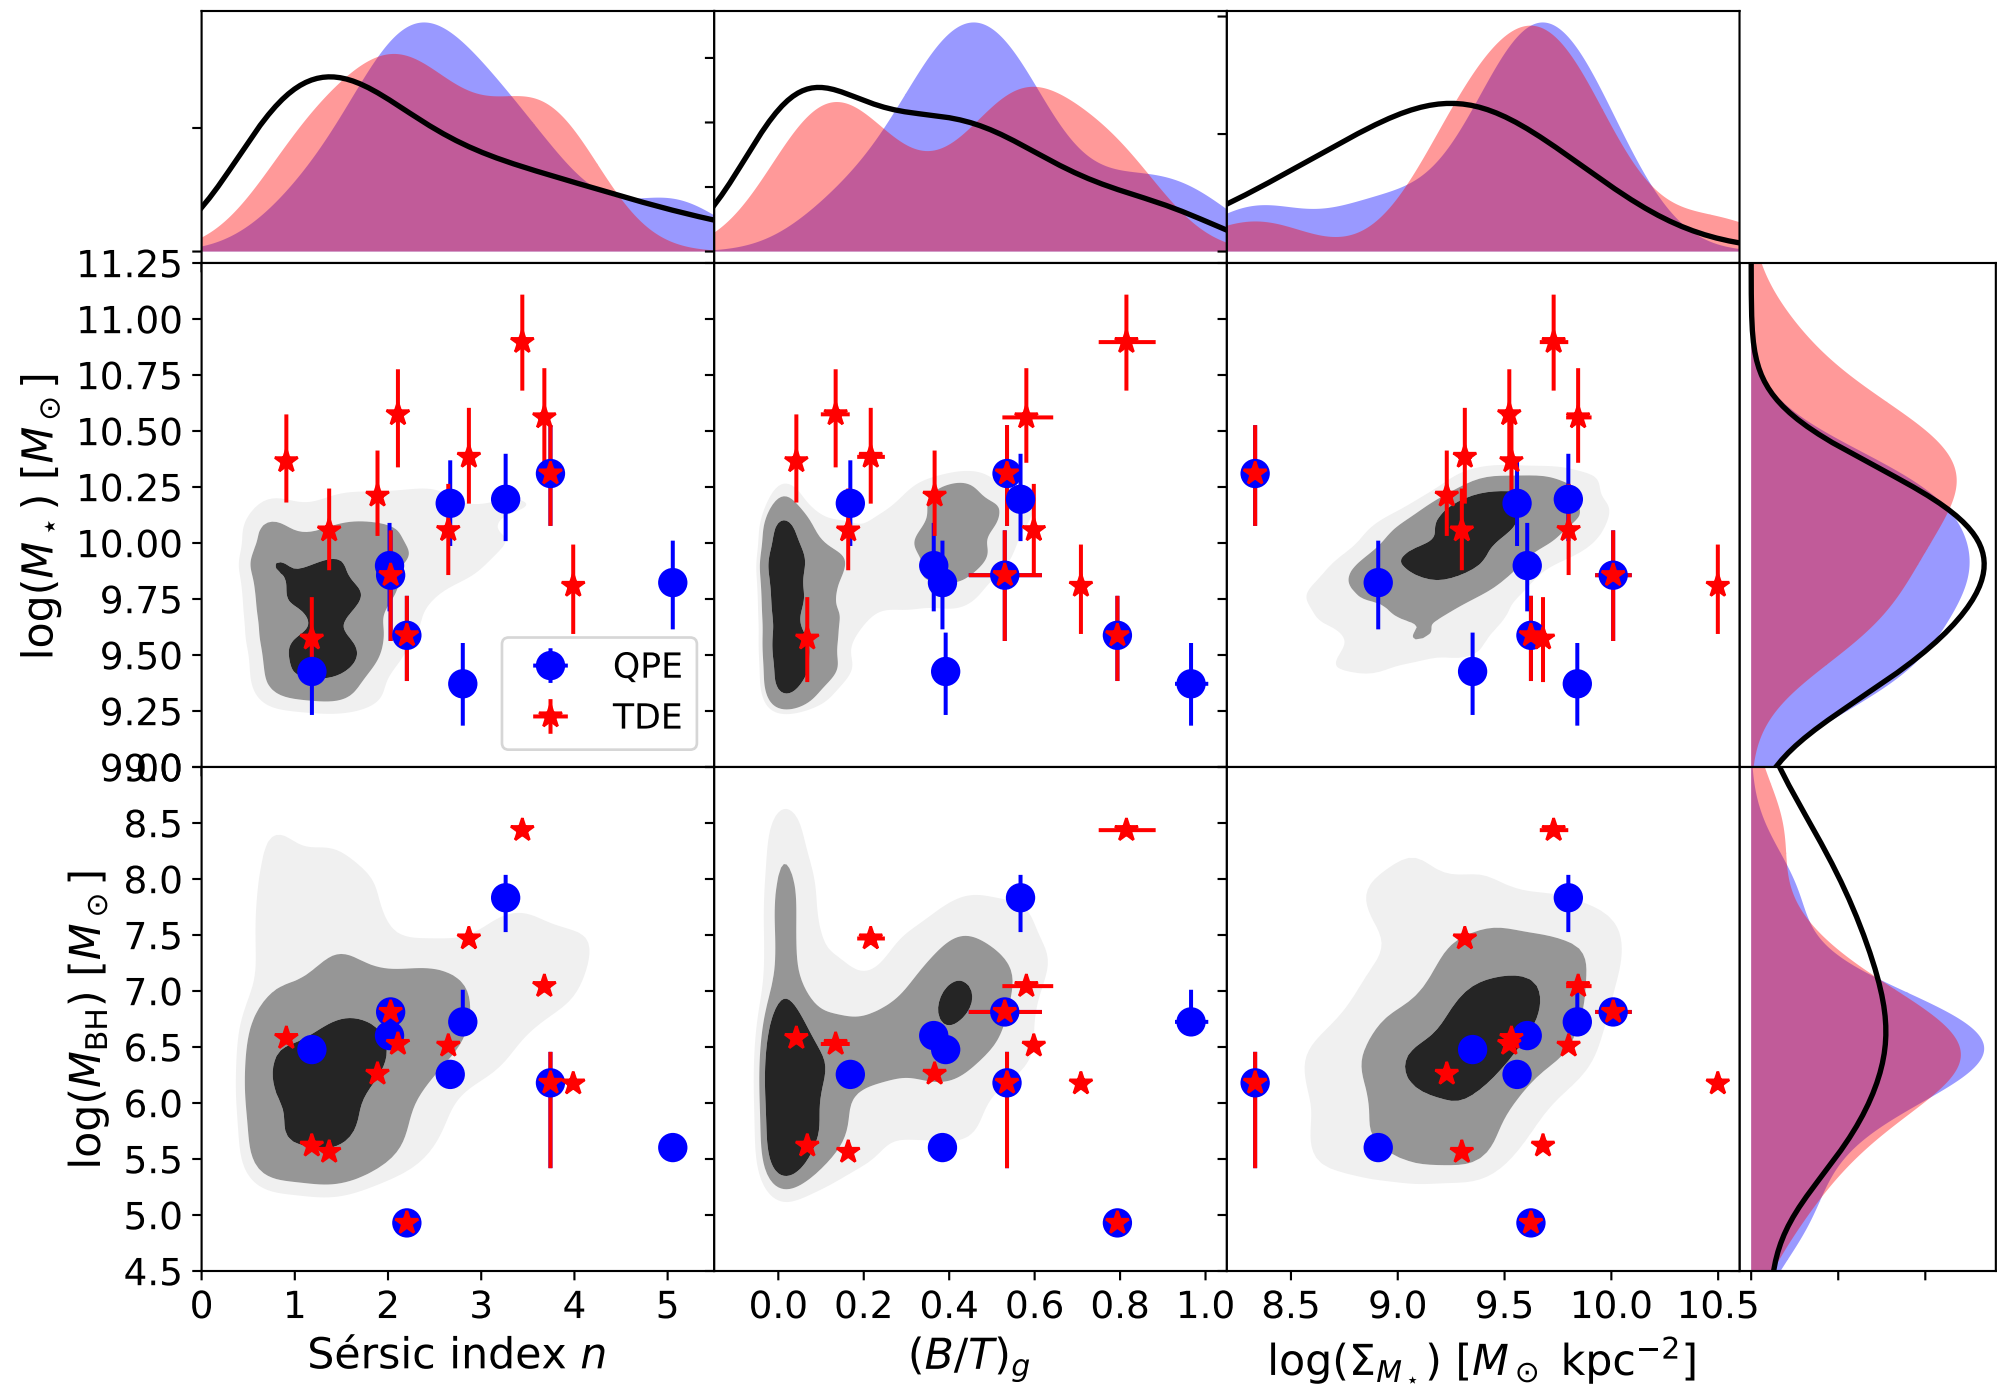 11.25
11.00
10.75
10.50
10.25
10.00
9.75
9.50
9.25
9.00
log(M⋆) [M⊙]
QPE
TDE
9.0
8.5
8.0
7.5
7.0
6.5
6.0
5.5
5.0
4.5
log(M_BH) [M⊙]
0 1 2 3 4 5
0.0 0.2 0.4 0.6 0.8 1.0
8.5 9.0 9.5 10.0 10.5
Sérsic index n
(B/T)_g
log(Σ_M⋆) [M⊙ kpc⁻²]